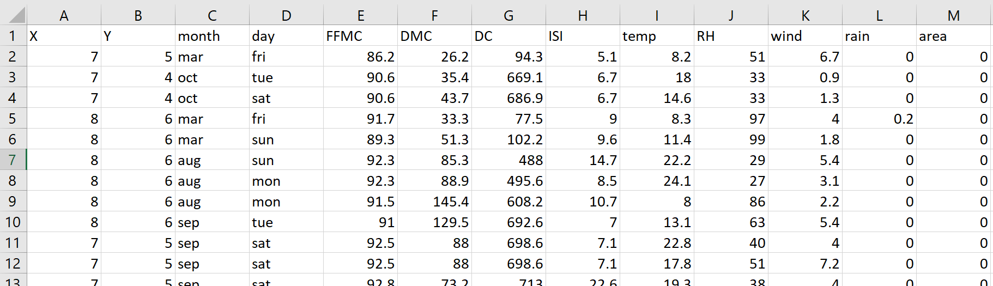 A B C D E F G H I J K L M
1 X Y month day FFMC DMC DC ISI temp RH wind rain area
2 7 5 mar fri 86.2 26.2 94.3 5.1 8.2 51 6.7 0 0
3 7 4 oct tue 90.6 35.4 669.1 6.7 18 33 0.9 0 0
4 7 4 oct sat 90.6 43.7 686.9 6.7 14.6 33 1.3 0 0
5 8 6 mar fri 91.7 33.3 77.5 9 8.3 97 4 0.2 0
6 8 6 mar sun 89.3 51.3 102.2 9.6 11.4 99 1.8 0 0
7 8 6 aug sun 92.3 85.3 488 14.7 22.2 29 5.4 0 0
8 8 6 aug mon 92.3 88.9 495.6 8.5 24.1 27 3.1 0 0
9 8 6 aug mon 91.5 145.4 608.2 10.7 8 86 2.2 0 0
10 8 6 sep tue 91 129.5 692.6 7 13.1 63 5.4 0 0
11 7 5 sep sat 92.5 88 698.6 7.1 22.8 40 4 0 0
12 7 5 sep sat 92.5 88 698.6 7.1 17.8 51 7.2 0 0
13 7 5 sep sat 92.8 73.2 713 22.6 19.3 38 4 0 0